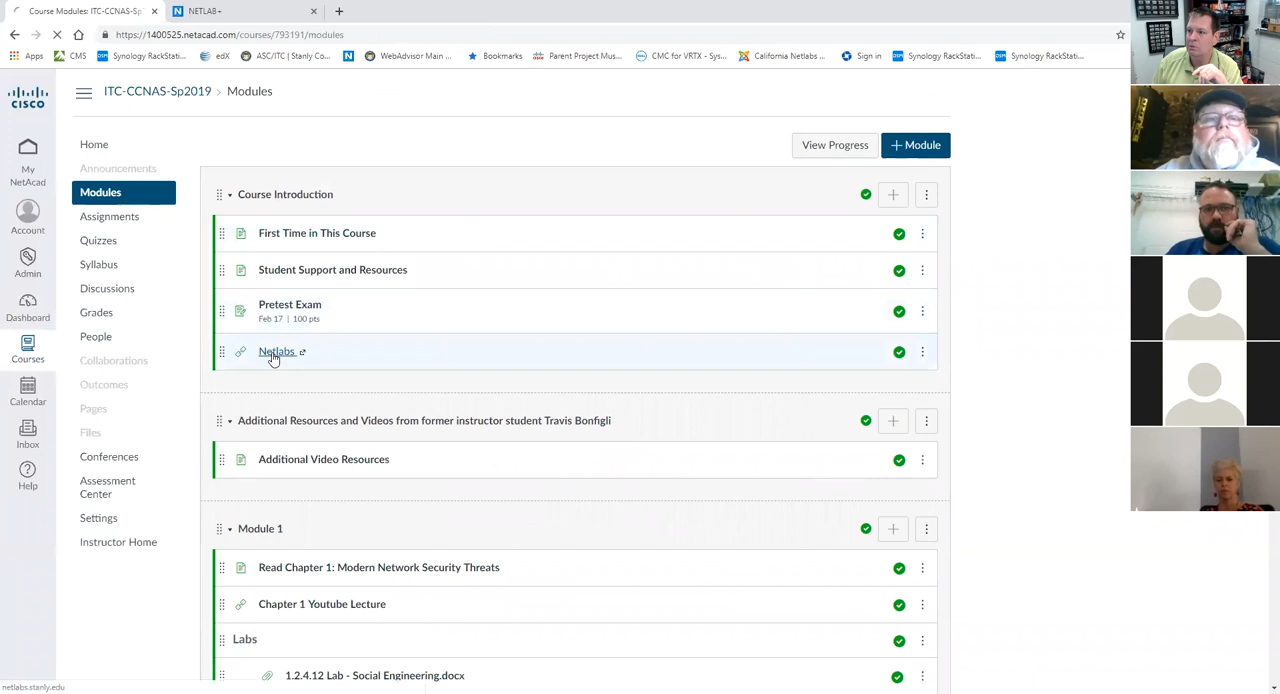 Course Modules: ITC-CCNAS-Sp
NETLAB+
https://1400525.netacad.com/courses/793191/modules
Apps
CMS
Synology RackStati...
edX
ASCITC | Stanly Co...
WebAdvisor Main ...
Bookmarks
Parent Project Mus...
CMC for VRTX - Sys...
California Netlabs ...
Sign in
Synology RackStati...
Synology RackStati...
CISCO
ITC-CCNAS-Sp2019 › Modules
My
NetAcad
Account
Admin
Dashboard
Courses
Calendar
Inbox
Help
Home
Announcements
Modules
Assignments
Quizzes
Syllabus
Discussions
Grades
People
Collaborations
Outcomes
Pages
Files
Conferences
Assessment
Center
Settings
Instructor Home
View Progress
+ Module
Course Introduction
First Time in This Course
Student Support and Resources
Pretest Exam
Feb 17 | 100 pts
Netlabs
Additional Resources and Videos from former instructor student Travis Bonfigli
Additional Video Resources
Module 1
Read Chapter 1: Modern Network Security Threats
Chapter 1 Youtube Lecture
Labs
1.2.4.12 Lab - Social Engineering.docx
netlabs.stanly.edu